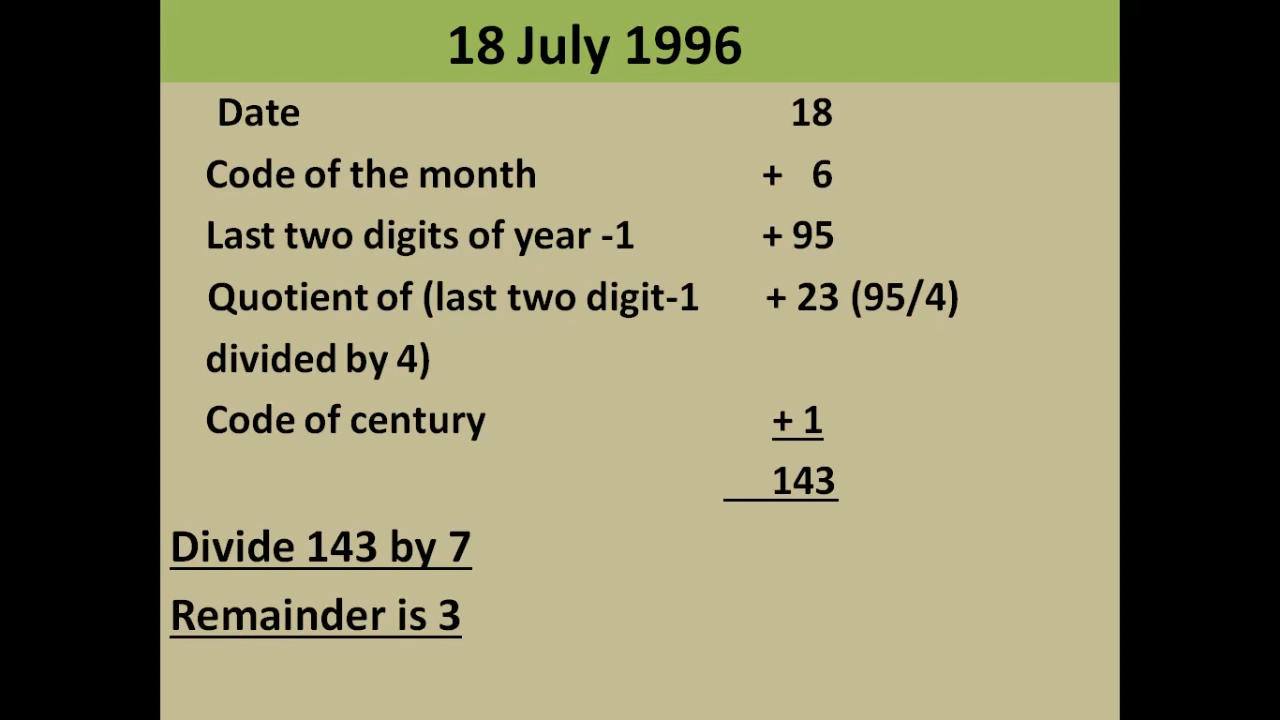 18 July 1996
Date 18
Code of the month + 6
Last two digits of year -1 + 95
Quotient of (last two digit-1 + 23 (95/4)
divided by 4)
Code of century + 1
143
Divide 143 by 7
Remainder is 3